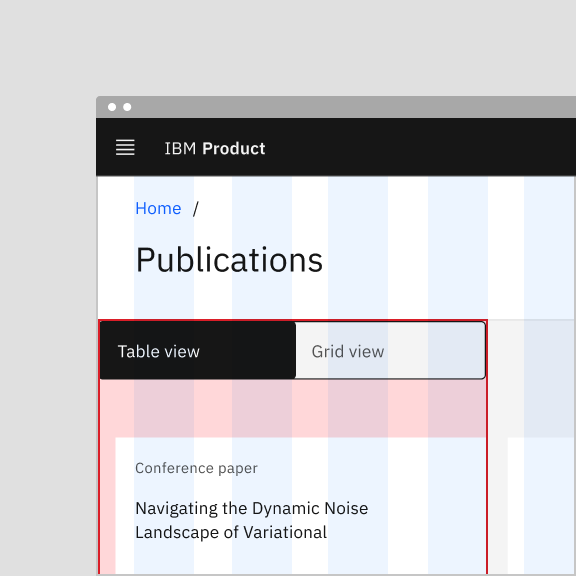 IBM Product
Home /
Publications
Table view
Grid view
Conference paper
Navigating the Dynamic Noise
Landscape of Variational